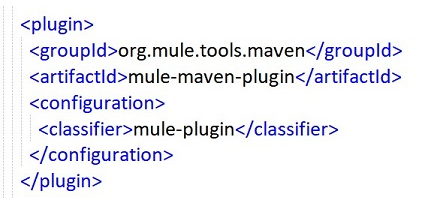 <plugin>
<groupId>org.mule.tools.maven</groupId>
<artifactId>mule-maven-plugin</artifactId>
<configuration>
<classifier>mule-plugin</classifier>
</configuration>
</plugin>